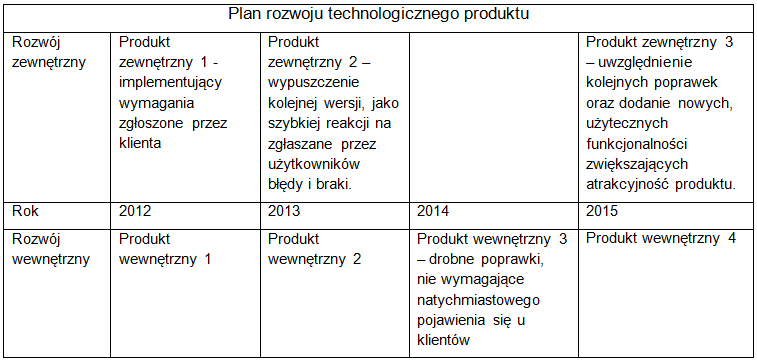 Plan rozwoju technologicznego produktu
Rozwój
zewnętrzny
Produkt
zewnętrzny 1 -
implementujący
wymagania
zgłoszone przez
klienta
Produkt
zewnętrzny 2 –
wypuszczenie
kolejnej wersji, jako
szybkiej reakcji na
zgłaszane przez
użytkowników
błędy i braki.
Produkt zewnętrzny 3
– uwzględnienie
kolejnych poprawek
oraz dodanie nowych,
użytecznych
funkcjonalności
zwiększających
atrakcyjność produktu.
Rok
2012
2013
2014
2015
Rozwój
wewnętrzny
Produkt
wewnętrzny 1
Produkt
wewnętrzny 2
Produkt wewnętrzny 3
– drobne poprawki,
nie wymagające
natychmiastowego
pojawienia się u
klientów
Produkt wewnętrzny 4